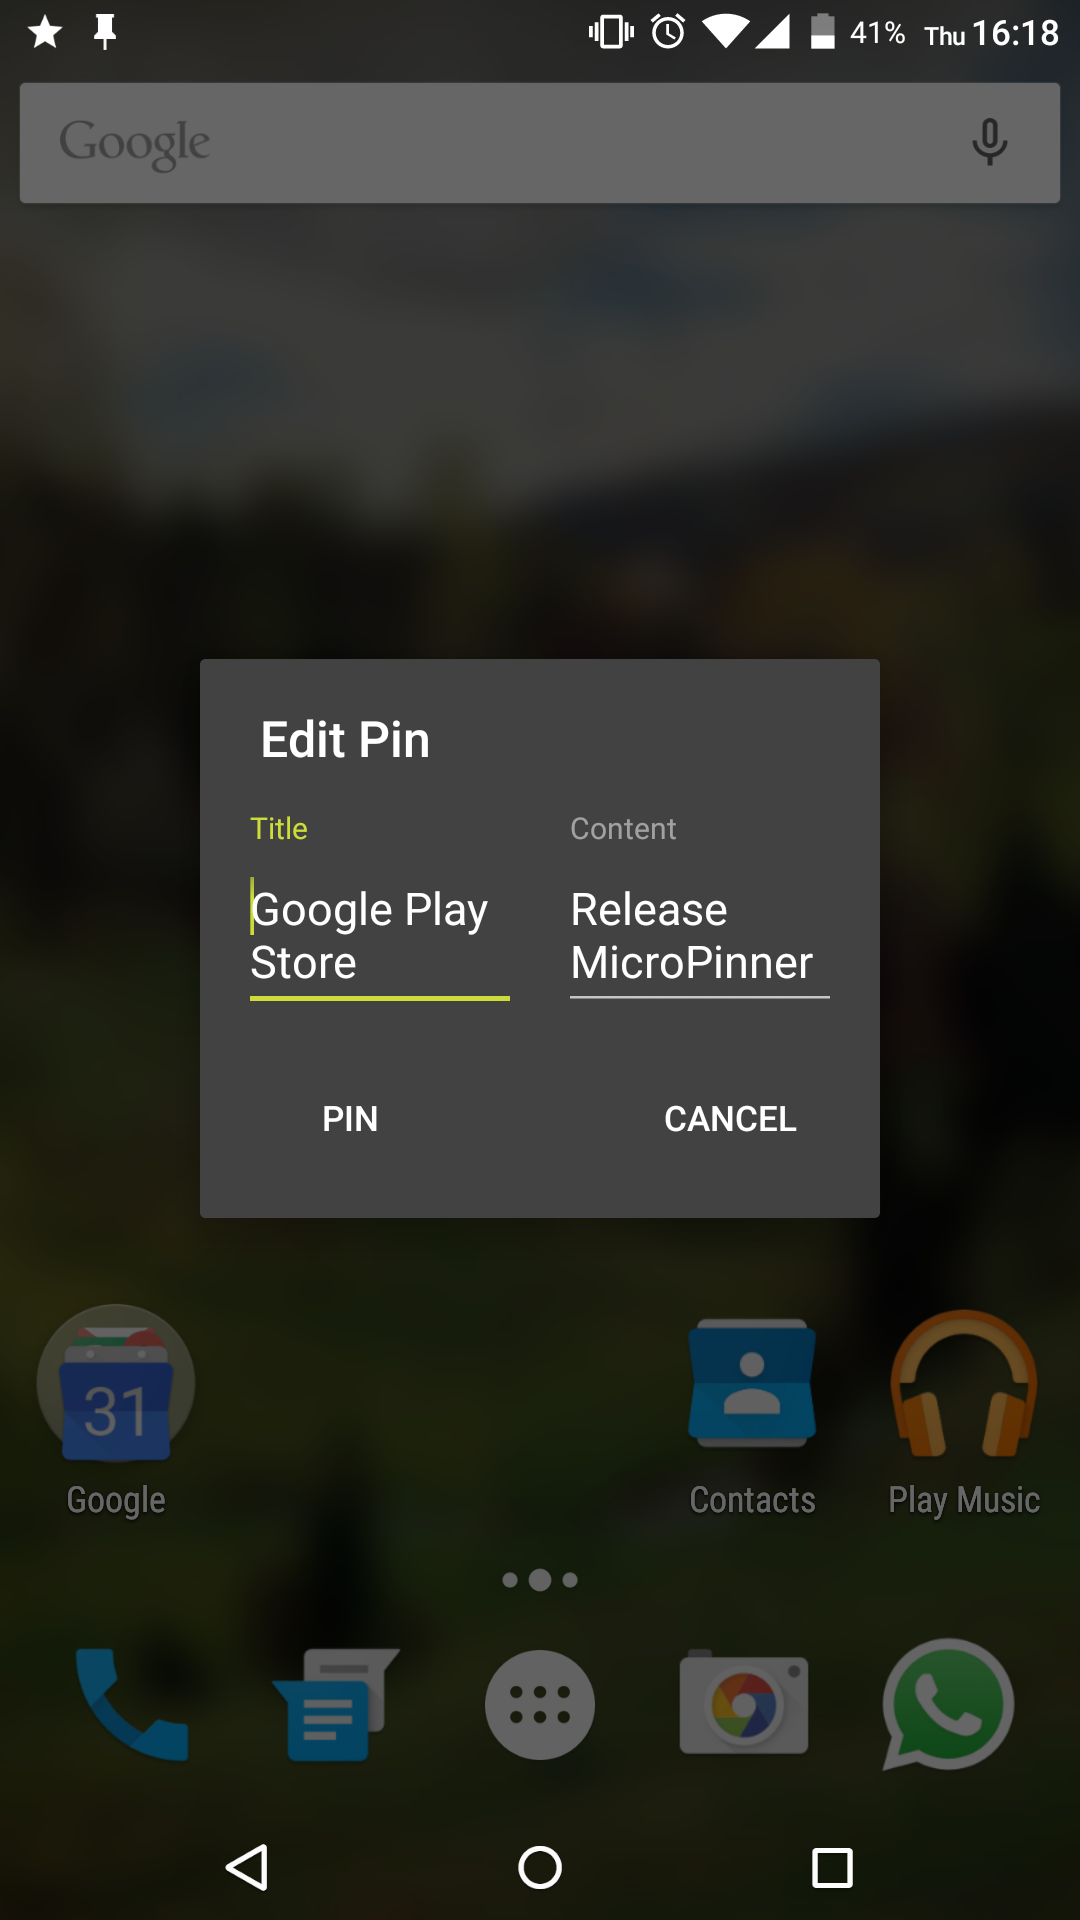 41% Thu 16:18
Google
Edit Pin
Title
Google Play
Store
Content
Release
MicroPinner
PIN
CANCEL
31
Google
Contacts
Play Music